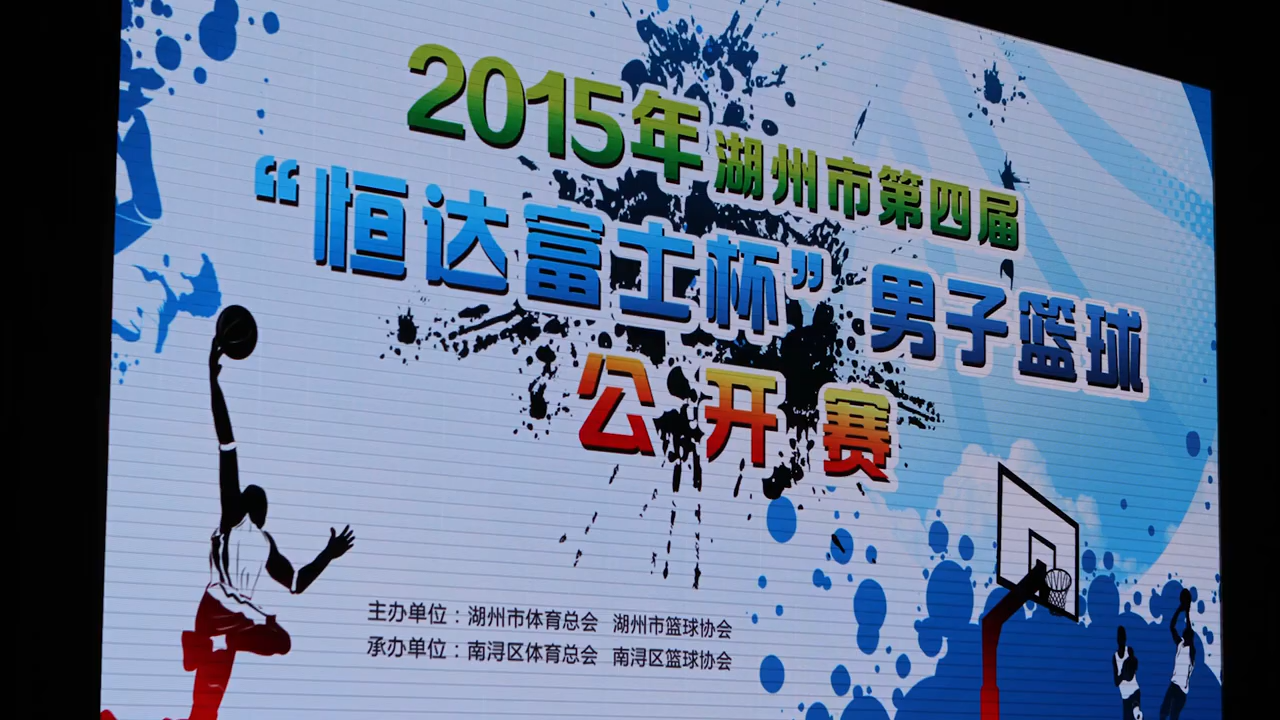 2015年湖州市第四届
“恒达富士杯”男子篮球
公开赛
主办单位：湖州市体育总会 湖州市篮球协会
承办单位：南浔区体育总会 南浔区篮球协会